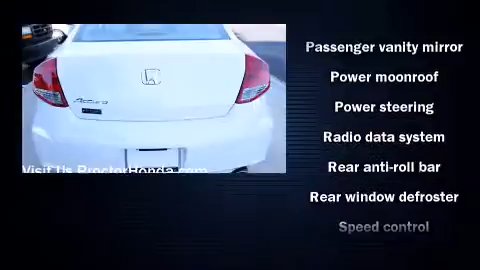 Accord
Visit Us ProctorHonda.com
Passenger vanity mirror
Power moonroof
Power steering
Radio data system
Rear anti-roll bar
Rear window defroster
Speed control